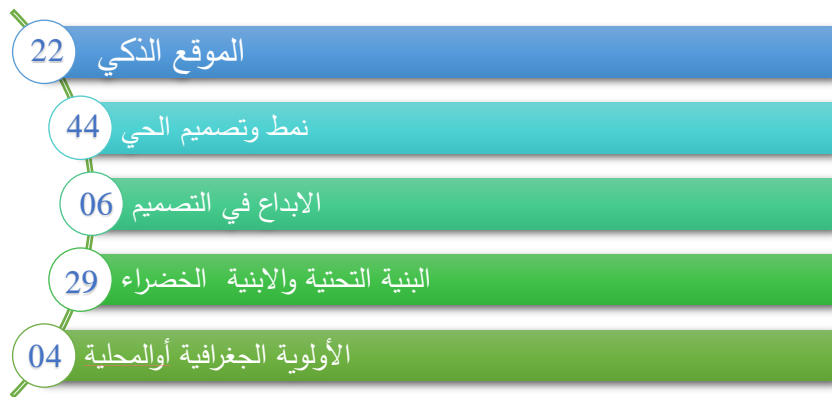 الموقع الذكي 22
نمط وتصميم الحي 44
الابداع في التصميم 06
البنية التحتية والابنية الخضراء 29
الأولوية الجغرافية أوالمحلية 04